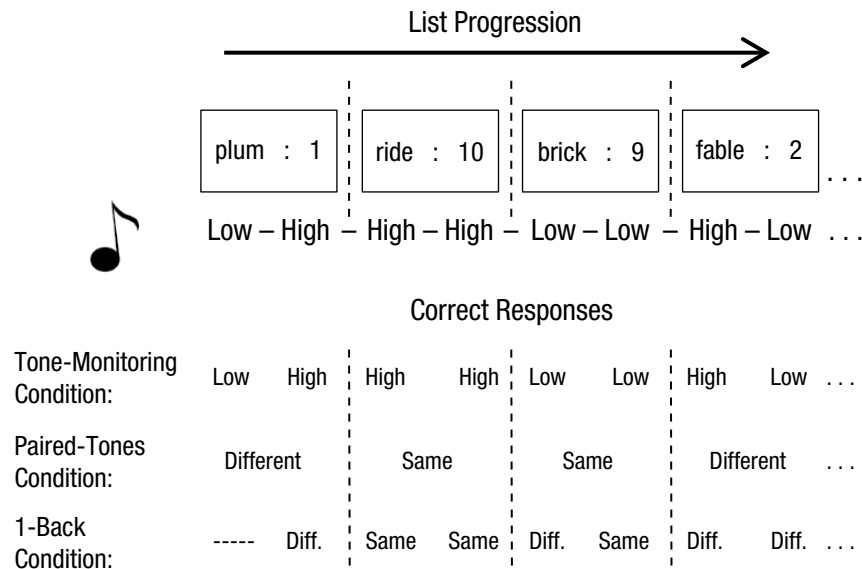 List Progression
plum : 1 ride : 10 brick : 9 fable : 2 . . .
Low – High – High – High – Low – Low – High – Low . . .
Correct Responses
Tone-Monitoring
Condition:
Low High High High Low Low High Low . . .
Paired-Tones
Condition:
Different Same Same Different . . .
1-Back
Condition:
----- Diff. Same Same Diff. Same Diff. Diff. . . .